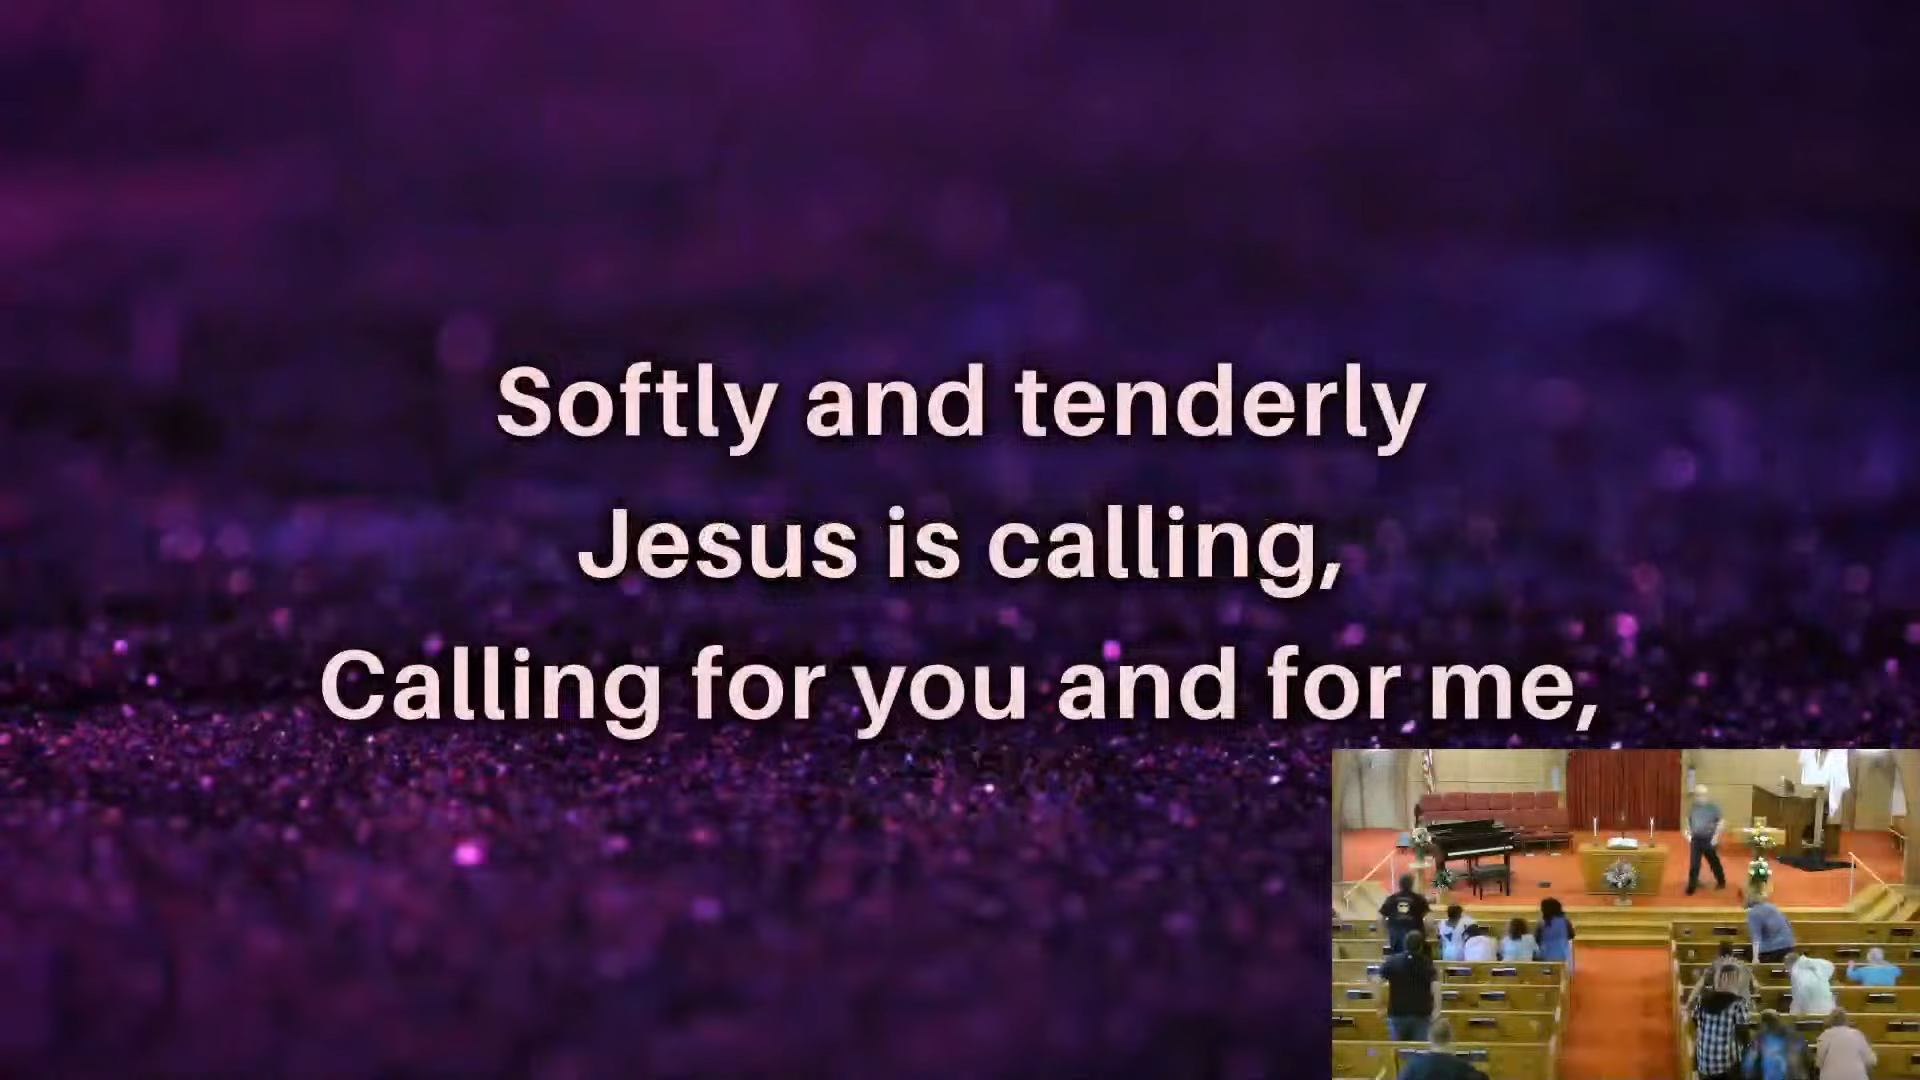 Softly and tenderly
Jesus is calling,
Calling for you and for me,